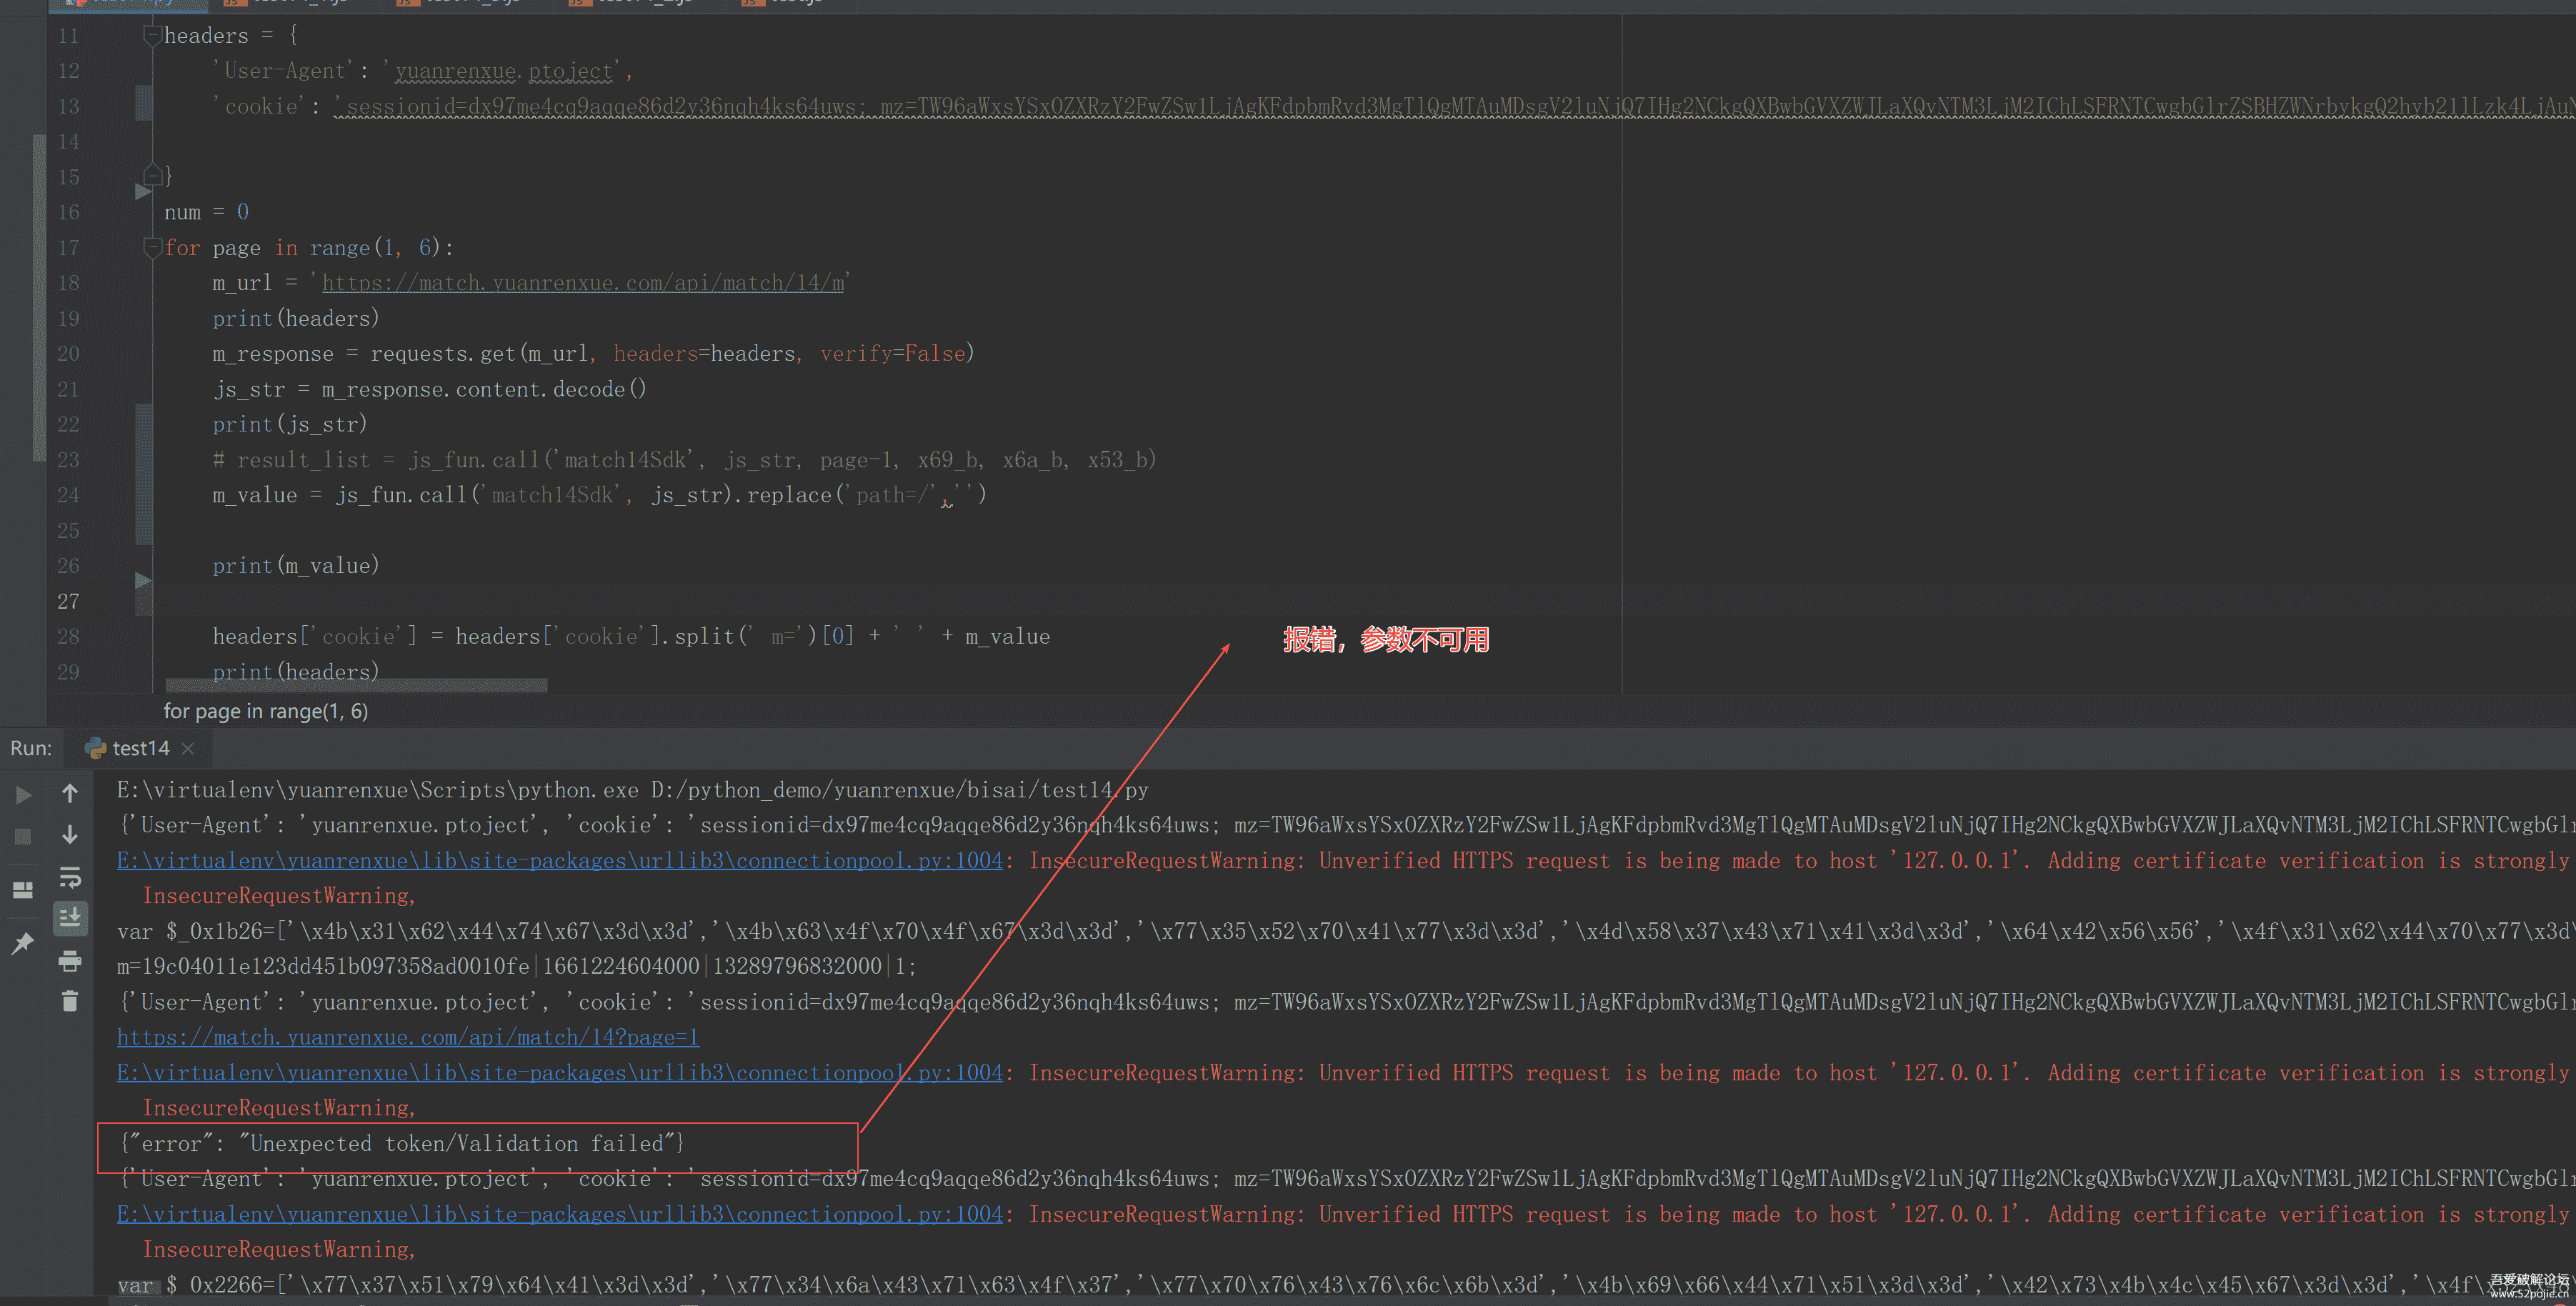 11 headers = {
12 'User-Agent': 'yuanrenxue.ptoject',
13 'cookie': 'sessionid=dx97me4cq9aqqe86d2y36nqh4ks64uws; mz=TW96aWxsYSxOZXRzY2FwZSw1LjAgKFdpbmRvd3MgTlQgMTAuMDsgV2luNjQ7IHg2NCkgQXBwbGVXZWJLaXQvNTM3LjM2IChLSFRNTCwgbGlrZSBHZWNrbykgQ2hyb21lLzk4LjAuN
14
15 }
16 num = 0
17 for page in range(1, 6):
18 m_url = 'https://match.yuanrenxue.com/api/match/14/m'
19 print(headers)
20 m_response = requests.get(m_url, headers=headers, verify=False)
21 js_str = m_response.content.decode()
22 print(js_str)
23 # result_list = js_fun.call('match14Sdk', js_str, page-1, x69_b, x6a_b, x53_b)
24 m_value = js_fun.call('match14Sdk', js_str).replace('path=/','')
25
26 print(m_value)
27
28 headers['cookie'] = headers['cookie'].split(' m=')[0] + ' ' + m_value
报错，参数不可用
29 print(headers)
for page in range(1, 6)
Run: test14 ×
E:\virtualenv\yuanrenxue\Scripts\python.exe D:/python_demo/yuanrenxue/bisai/test14.py
{'User-Agent': 'yuanrenxue.ptoject', 'cookie': 'sessionid=dx97me4cq9aqqe86d2y36nqh4ks64uws; mz=TW96aWxsYSxOZXRzY2FwZSw1LjAgKFdpbmRvd3MgTlQgMTAuMDsgV2luNjQ7IHg2NCkgQXBwbGVXZWJLaXQvNTM3LjM2IChLSFRNTCwgbGlr
E:\virtualenv\yuanrenxue\lib\site-packages\urllib3\connectionpool.py:1004: InsecureRequestWarning: Unverified HTTPS request is being made to host '127.0.0.1'. Adding certificate verification is strongly
InsecureRequestWarning,
var $_0x1b26=['\x4b\x31\x62\x44\x74\x67\x3d\x3d','\x4b\x63\x4f\x70\x4f\x67\x3d\x3d','\x77\x35\x52\x70\x41\x77\x3d\x3d','\x4d\x58\x37\x43\x71\x41\x3d\x3d','\x64\x42\x56\x56','\x4f\x31\x62\x44\x70\x77\x3d\
m=19c04011e123dd451b097358ad0010fe|1661224604000|13289796832000|1;
{'User-Agent': 'yuanrenxue.ptoject', 'cookie': 'sessionid=dx97me4cq9aqqe86d2y36nqh4ks64uws; mz=TW96aWxsYSxOZXRzY2FwZSw1LjAgKFdpbmRvd3MgTlQgMTAuMDsgV2luNjQ7IHg2NCkgQXBwbGVXZWJLaXQvNTM3LjM2IChLSFRNTCwgbGlr
https://match.yuanrenxue.com/api/match/14?page=1
E:\virtualenv\yuanrenxue\lib\site-packages\urllib3\connectionpool.py:1004: InsecureRequestWarning: Unverified HTTPS request is being made to host '127.0.0.1'. Adding certificate verification is strongly
InsecureRequestWarning,
{"error": "Unexpected token/Validation failed"}
{'User-Agent': 'yuanrenxue.ptoject', 'cookie': 'sessionid=dx97me4cq9aqqe86d2y36nqh4ks64uws; mz=TW96aWxsYSxOZXRzY2FwZSw1LjAgKFdpbmRvd3MgTlQgMTAuMDsgV2luNjQ7IHg2NCkgQXBwbGVXZWJLaXQvNTM3LjM2IChLSFRNTCwgbGlr
E:\virtualenv\yuanrenxue\lib\site-packages\urllib3\connectionpool.py:1004: InsecureRequestWarning: Unverified HTTPS request is being made to host '127.0.0.1'. Adding certificate verification is strongly
InsecureRequestWarning,
var $_0x2266=['\x77\x37\x51\x79\x64\x41\x3d\x3d','\x77\x34\x6a\x43\x71\x63\x4f\x37','\x77\x70\x76\x43\x76\x6c\x6b\x3d','\x4b\x69\x66\x44\x71\x51\x3d\x3d','\x42\x73\x4b\x4c\x45\x67\x3d\x3d','\x4f\
吾爱破解论坛
www.52pojie.cn